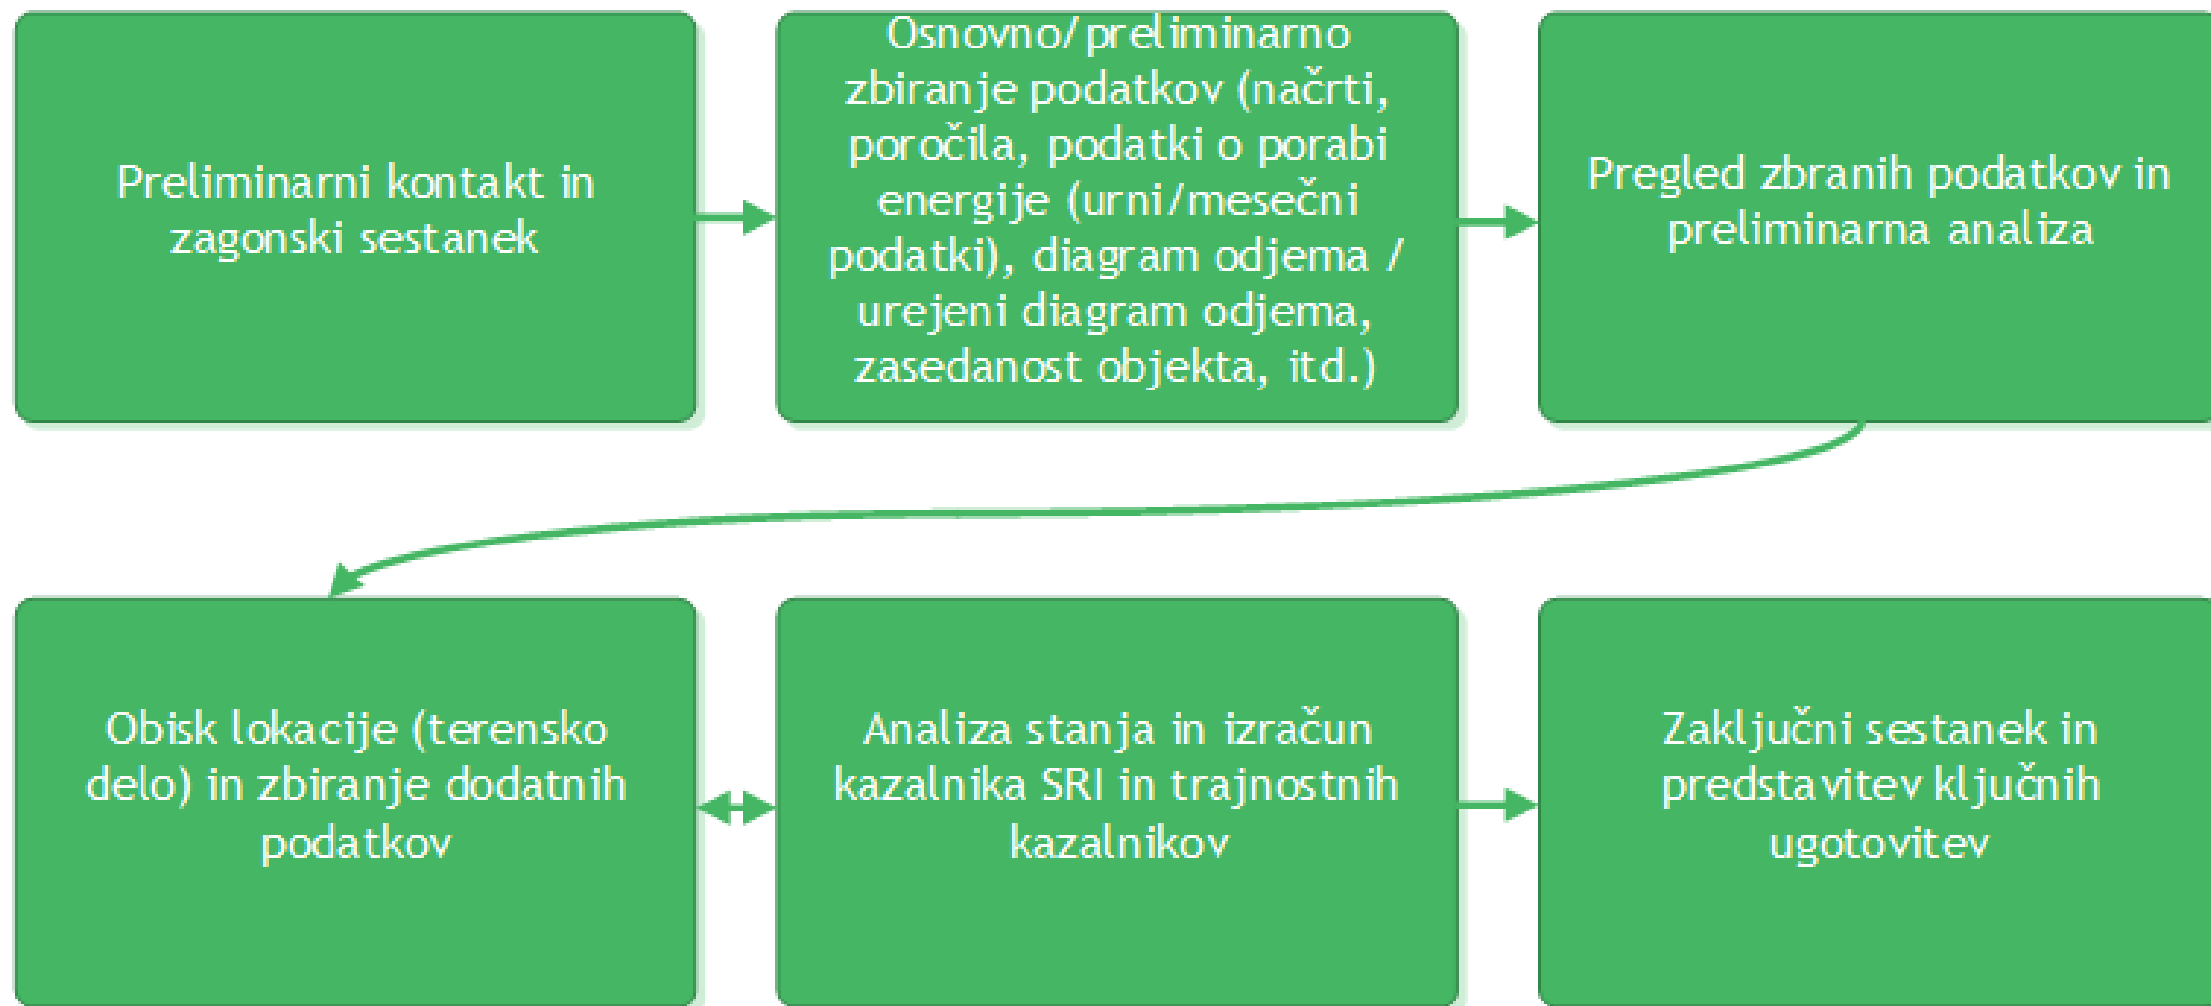 Preliminarni kontakt in
zagonski sestanek
Osnovno/preliminarno
zbiranje podatkov (načrti,
poročila, podatki o porabi
energije (urni/mesečni
podatki), diagram odjema /
urejeni diagram odjema,
zasedanost objekta, itd.)
Pregled zbranih podatkov in
preliminarna analiza
Obisk lokacije (terensko
delo) in zbiranje dodatnih
podatkov
Analiza stanja in izračun
kazalnika SRI in trajnostnih
kazalnikov
Zaključni sestanek in
predstavitev ključnih
ugotovitev